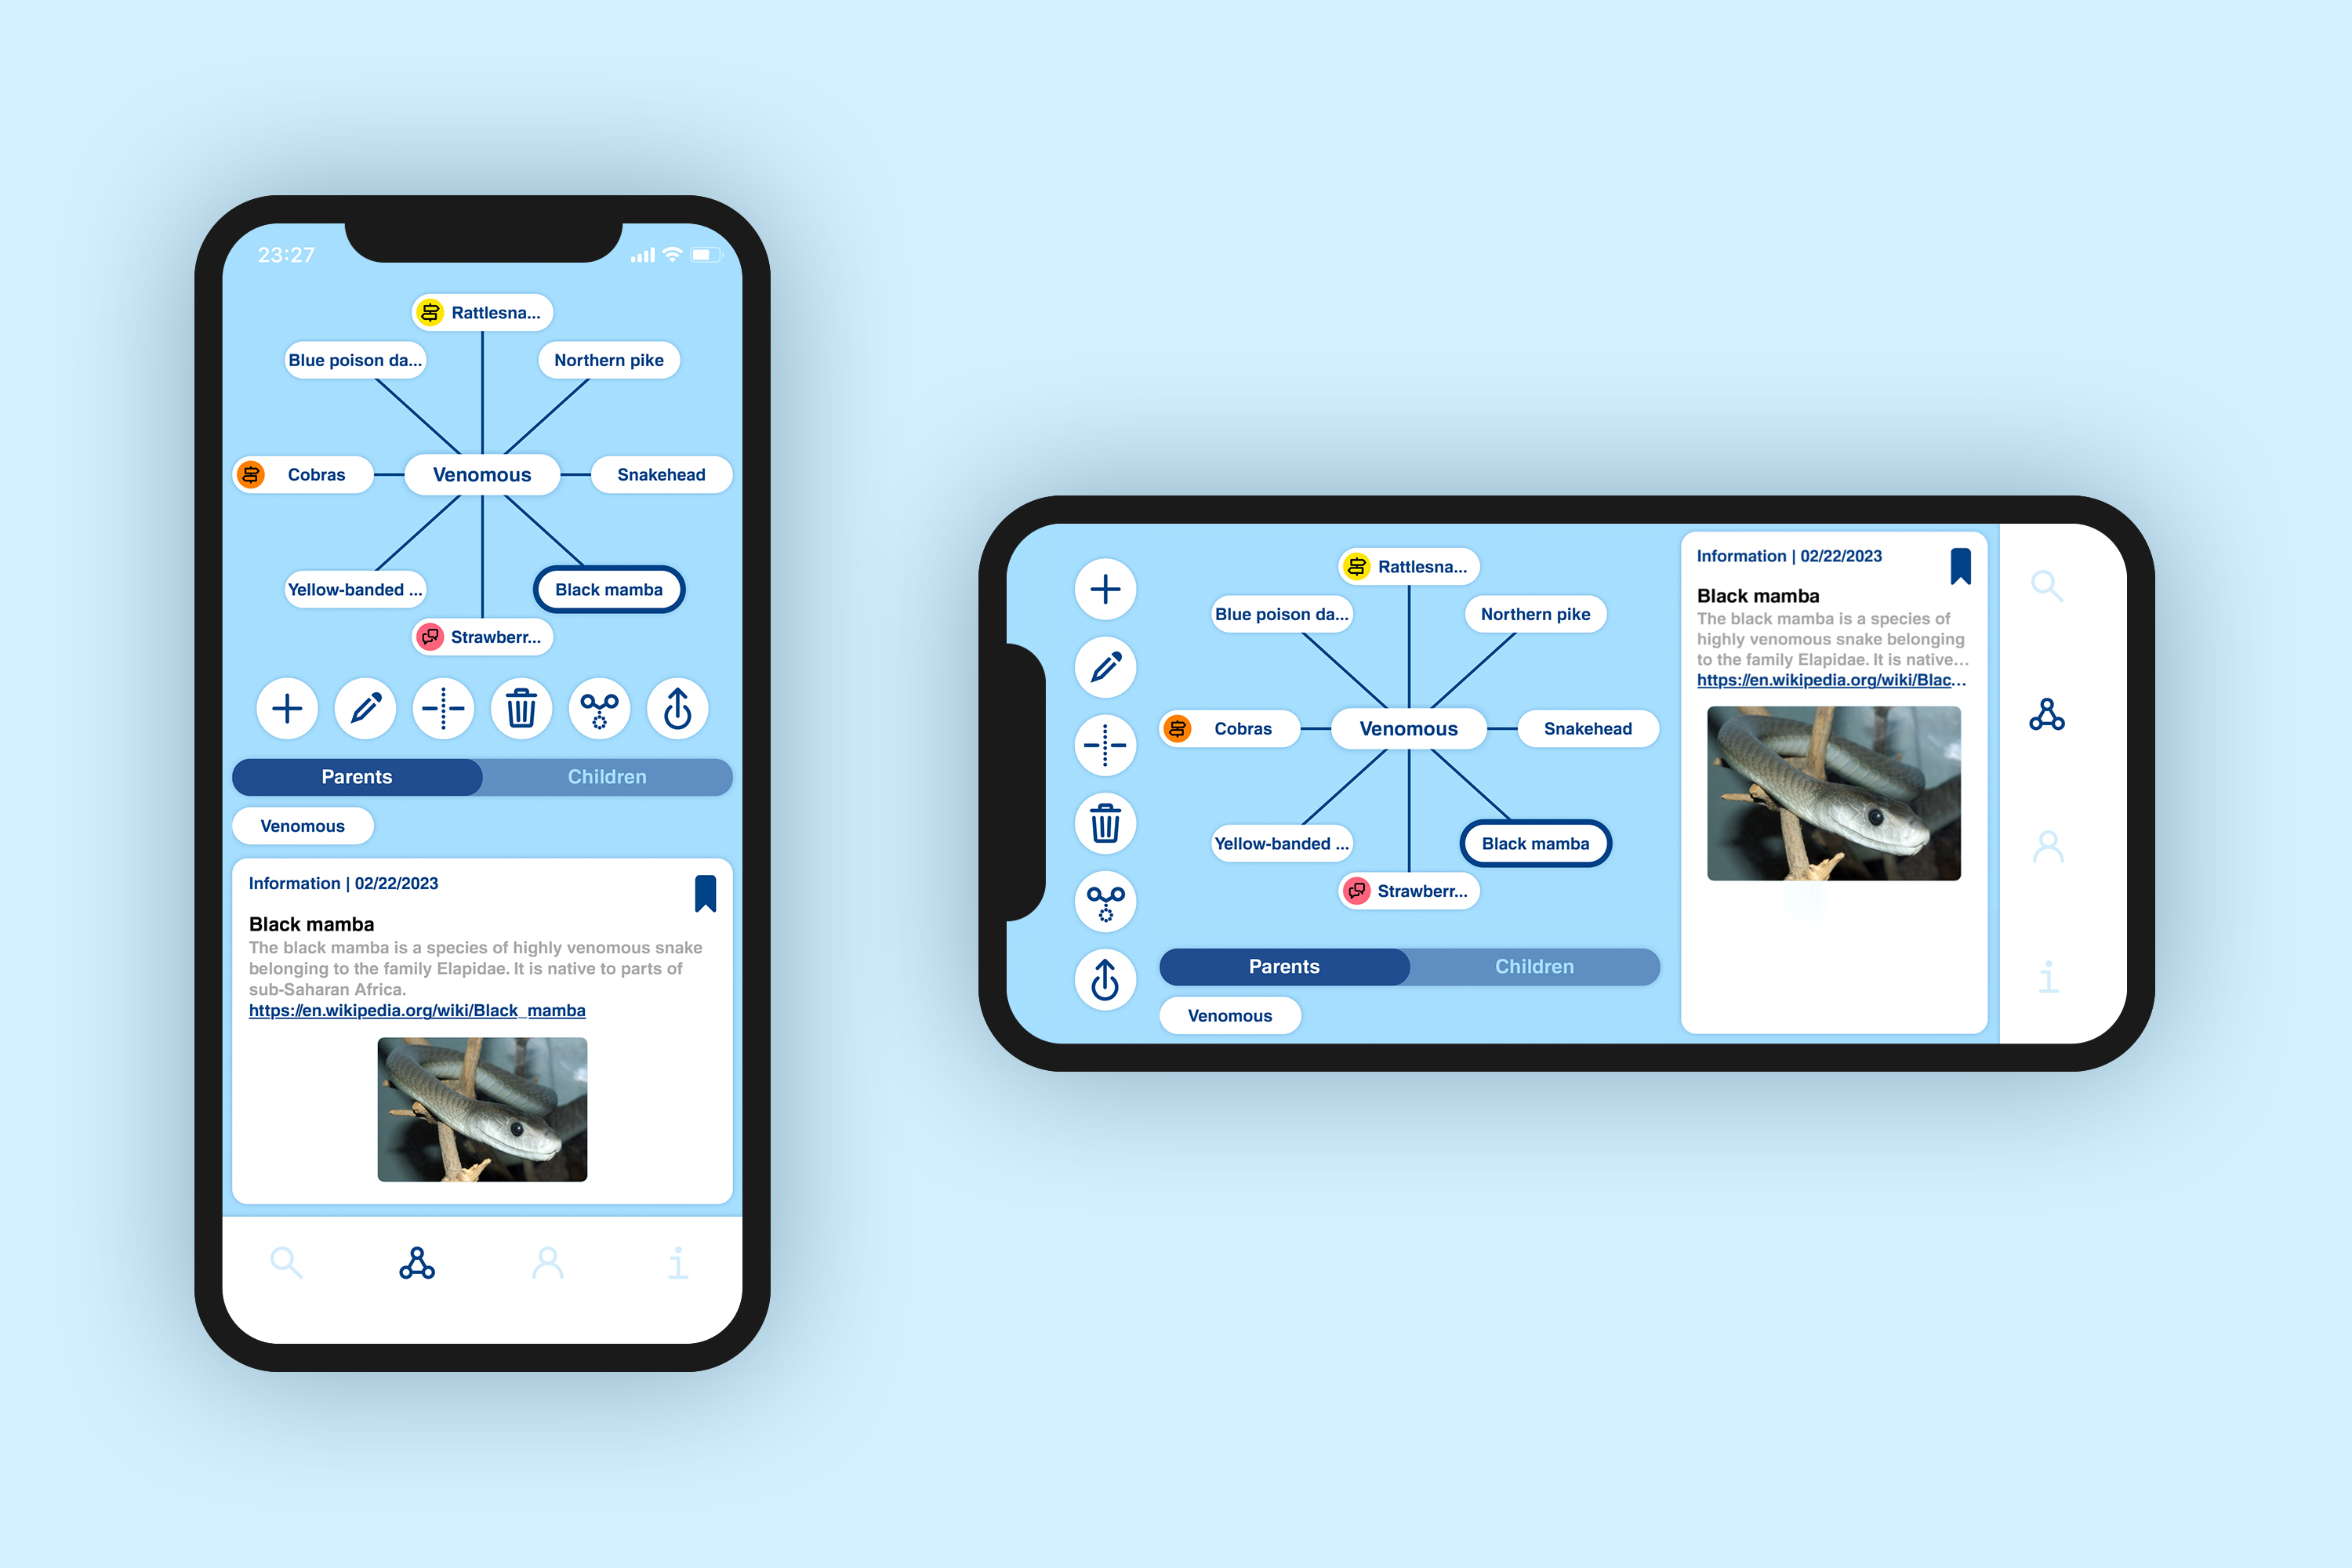 23:27
Rattlesna...
Blue poison da...
Northern pike
Cobras
Venomous
Snakehead
Yellow-banded ...
Black mamba
Strawberr...
Parents
Children
Venomous
Information | 02/22/2023
Black mamba
The black mamba is a species of highly venomous snake
belonging to the family Elapidae. It is native to parts of
sub-Saharan Africa.
https://en.wikipedia.org/wiki/Black_mamba
Rattlesna...
Blue poison da...
Northern pike
Cobras
Venomous
Snakehead
Yellow-banded ...
Black mamba
Strawberr...
Parents
Children
Venomous
Information | 02/22/2023
Black mamba
The black mamba is a species of
highly venomous snake belonging
to the family Elapidae. It is native...
https://en.wikipedia.org/wiki/Blac...